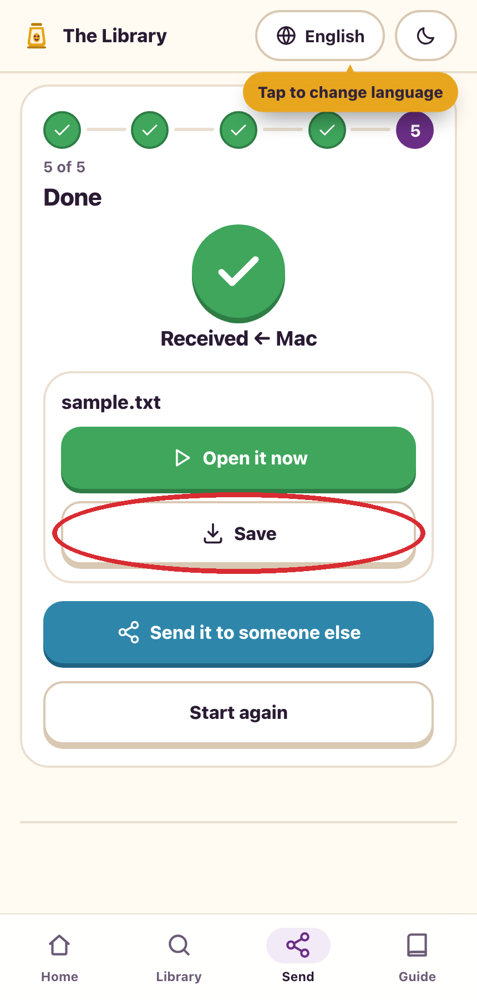 The Library
English
Tap to change language
5
5 of 5
Done
Received ← Mac
sample.txt
Open it now
Save
Send it to someone else
Start again
Home
Library
Send
Guide